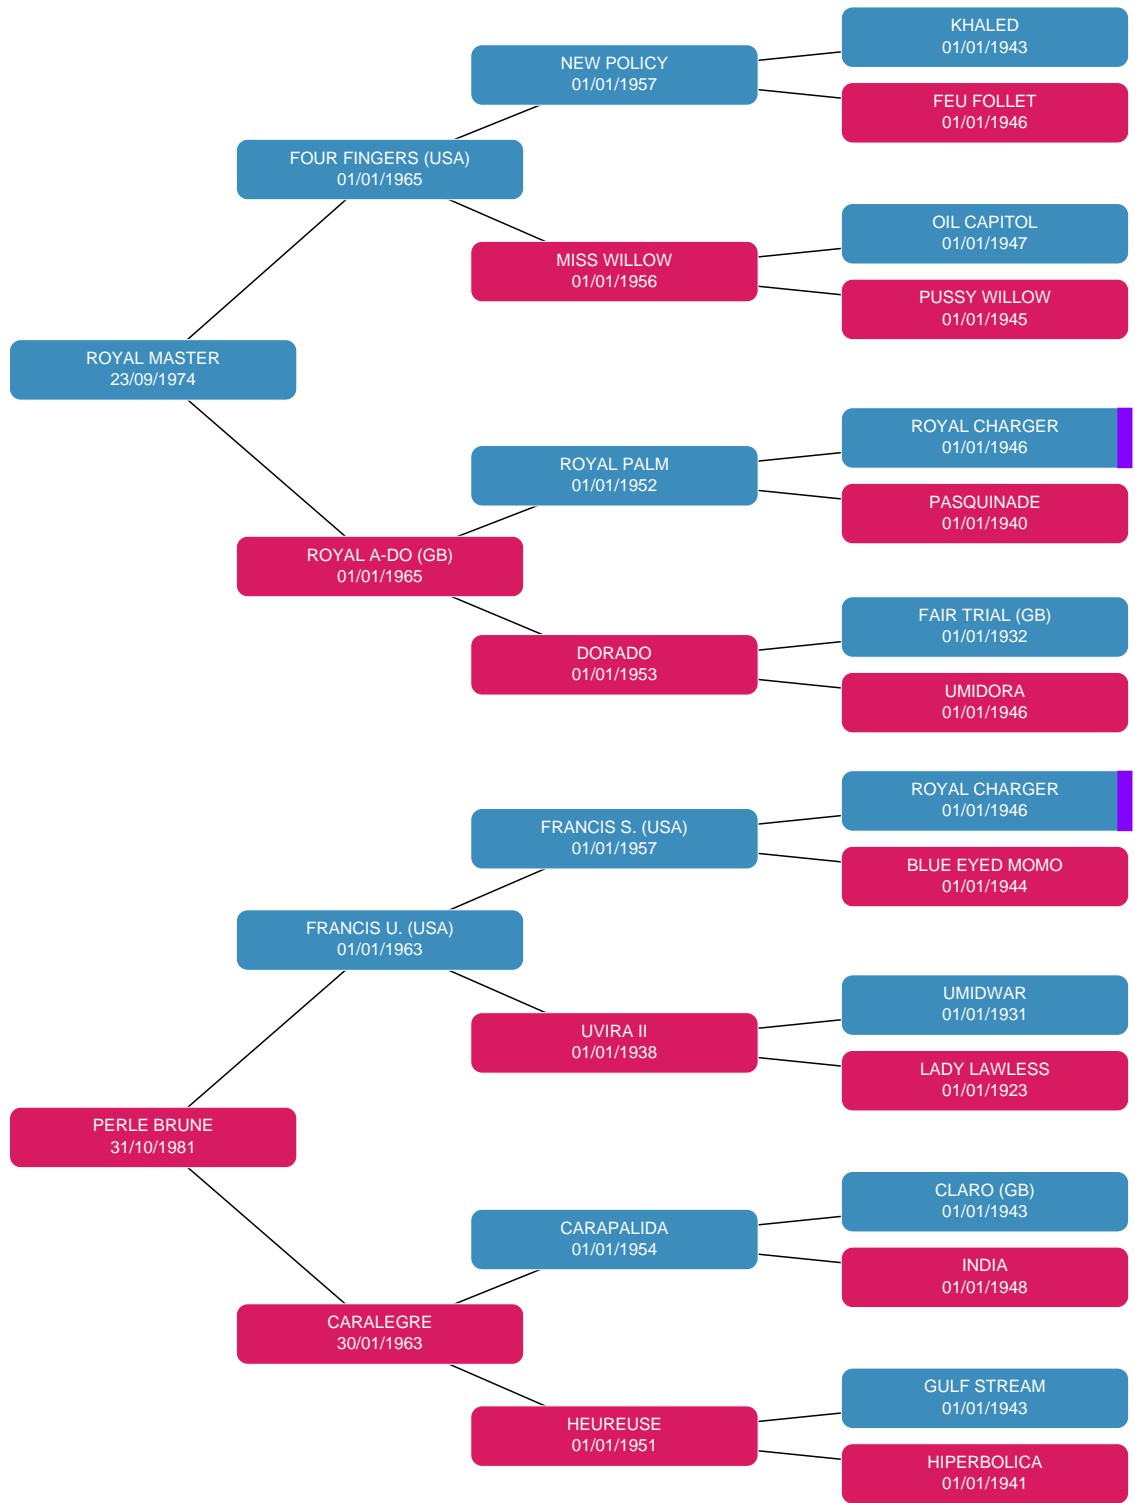 KHALED
01/01/1943
NEW POLICY
01/01/1957
FEU FOLLET
01/01/1946
FOUR FINGERS (USA)
01/01/1965
OIL CAPITOL
01/01/1947
MISS WILLOW
01/01/1956
PUSSY WILLOW
01/01/1945
ROYAL MASTER
23/09/1974
ROYAL CHARGER
01/01/1946
ROYAL PALM
01/01/1952
PASQUINADE
01/01/1940
ROYAL A-DO (GB)
01/01/1965
FAIR TRIAL (GB)
01/01/1932
DORADO
01/01/1953
UMIDORA
01/01/1946
ROYAL CHARGER
01/01/1946
FRANCIS S. (USA)
01/01/1957
BLUE EYED MOMO
01/01/1944
FRANCIS U. (USA)
01/01/1963
UMIDWAR
01/01/1931
UVIRA II
01/01/1938
LADY LAWLESS
01/01/1923
PERLE BRUNE
31/10/1981
CLARO (GB)
01/01/1943
CARAPALIDA
01/01/1954
INDIA
01/01/1948
CARALEGRE
30/01/1963
GULF STREAM
01/01/1943
HEUREUSE
01/01/1951
HIPERBOLICA
01/01/1941